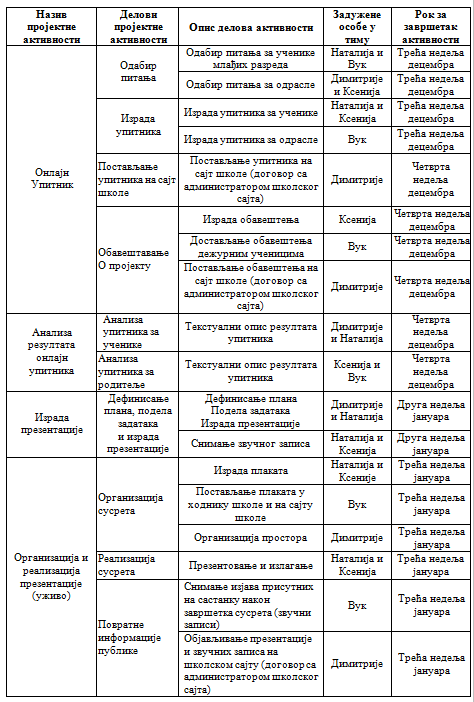 Назив
пројектне
активности
Делови
пројектне
активности
Опис делова активности
Задужене
особе у
тиму
Рок за
завршетак
активности
Онлајн
Упитник
Одабир
питања
Одабир питања за ученике
млађих разреда
Наталија и
Вук
Трећа недеља
децембра
Одабир питања за одрасле
Димитрије
и Ксенија
Трећа недеља
децембра
Израда
упитника
Израда упитника за ученике
Наталија и
Ксенија
Трећа недеља
децембра
Израда упитника за одрасле
Вук
Трећа недеља
децембра
Постављање
упитника на сајт
школе
Постављање упитника на
сајт школе (договор са
администратором школског
сајта)
Димитрије
Четврта
недеља
децембра
Обавештавање
О пројекту
Израда обавештења
Ксенија
Четврта недеља
децембра
Достављање обавештења
дежурним ученицима
Вук
Четврта недеља
децембра
Постављање обавештења на
сајт школе (договор са
администратором школског
сајта)
Димитрије
Четврта недеља
децембра
Анализа
резултата
онлајн
упитника
Анализа
упитника за
ученике
Текстуални опис резултата
упитника
Димитрије
и Наталија
Четврта
недеља
децембра
Анализа
упитника за
родитеље
Текстуални опис резултата
упитника
Ксенија и
Вук
Четврта
недеља
децембра
Израда
презентације
Дефинисање
плана, подела
задатака
и израда
презентације
Дефинисање плана
Подела задатака
Израда презентације
Димитрије
и Наталија
Друга недеља
јануара
Снимање звучног записа
Наталија и
Ксенија
Друга недеља
јануара
Организација и
реализација
презентације
(уживо)
Организација
сусрета
Израда плаката
Наталија и
Ксеније
Трећа недеља
јануара
Постављање плаката у
ходнику школе и на сајту
школе
Вук
Трећа недеља
јануара
Организација простора
Димитрије
Трећа недеља
јануара
Реализација
сусрета
Презентовање и излагање
Наталија и
Ксенија
Трећа недеља
јануара
Повратне
информације
публике
Снимање изјава присутних
на састанку након
завршетка сусрета (звучни
записи)
Вук
Трећа недеља
јануара
Објављивање презентације
и звучних записа на
школском сајту (договор са
администратором школског
сајта)
Димитрије
Трећа недеља
јануара